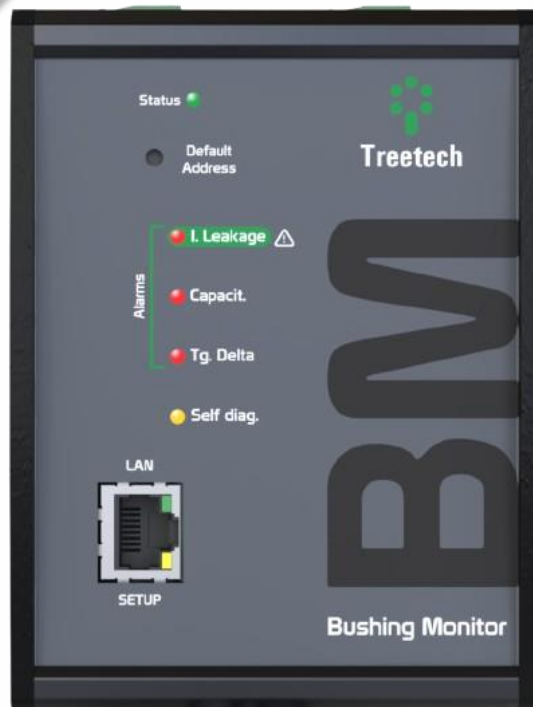 Status
Default
Address
Treetech
Alarms
I. Leakage
Capacit.
Tg. Delta
Self diag.
LAN
SETUP
BM
Bushing Monitor